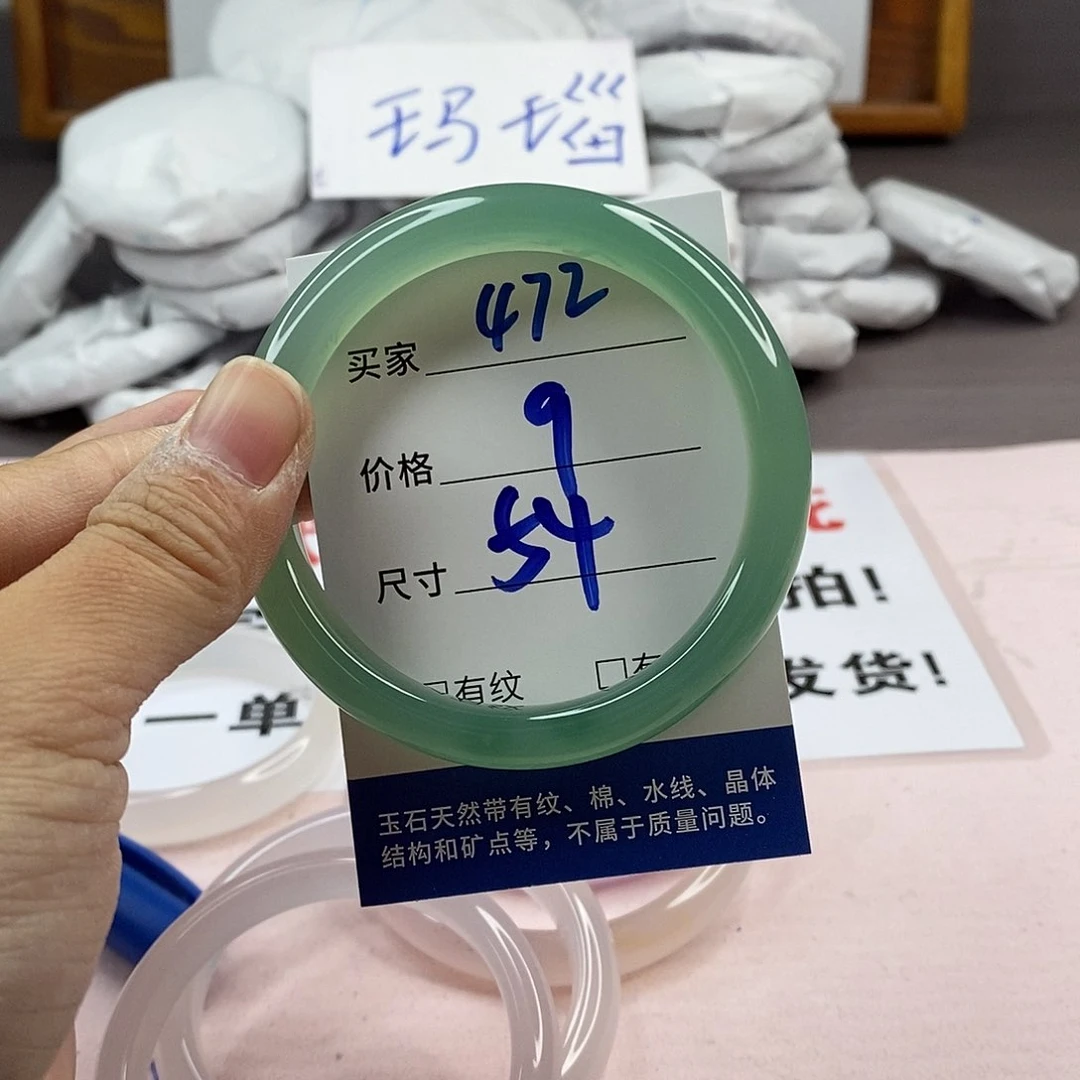 玛瑙
买家 472
价格 9
尺寸 54
有纹
有
拍!
发货!
一单
玉石天然带有纹、棉、水线、晶体
结构和矿点等，不属于质量问题。